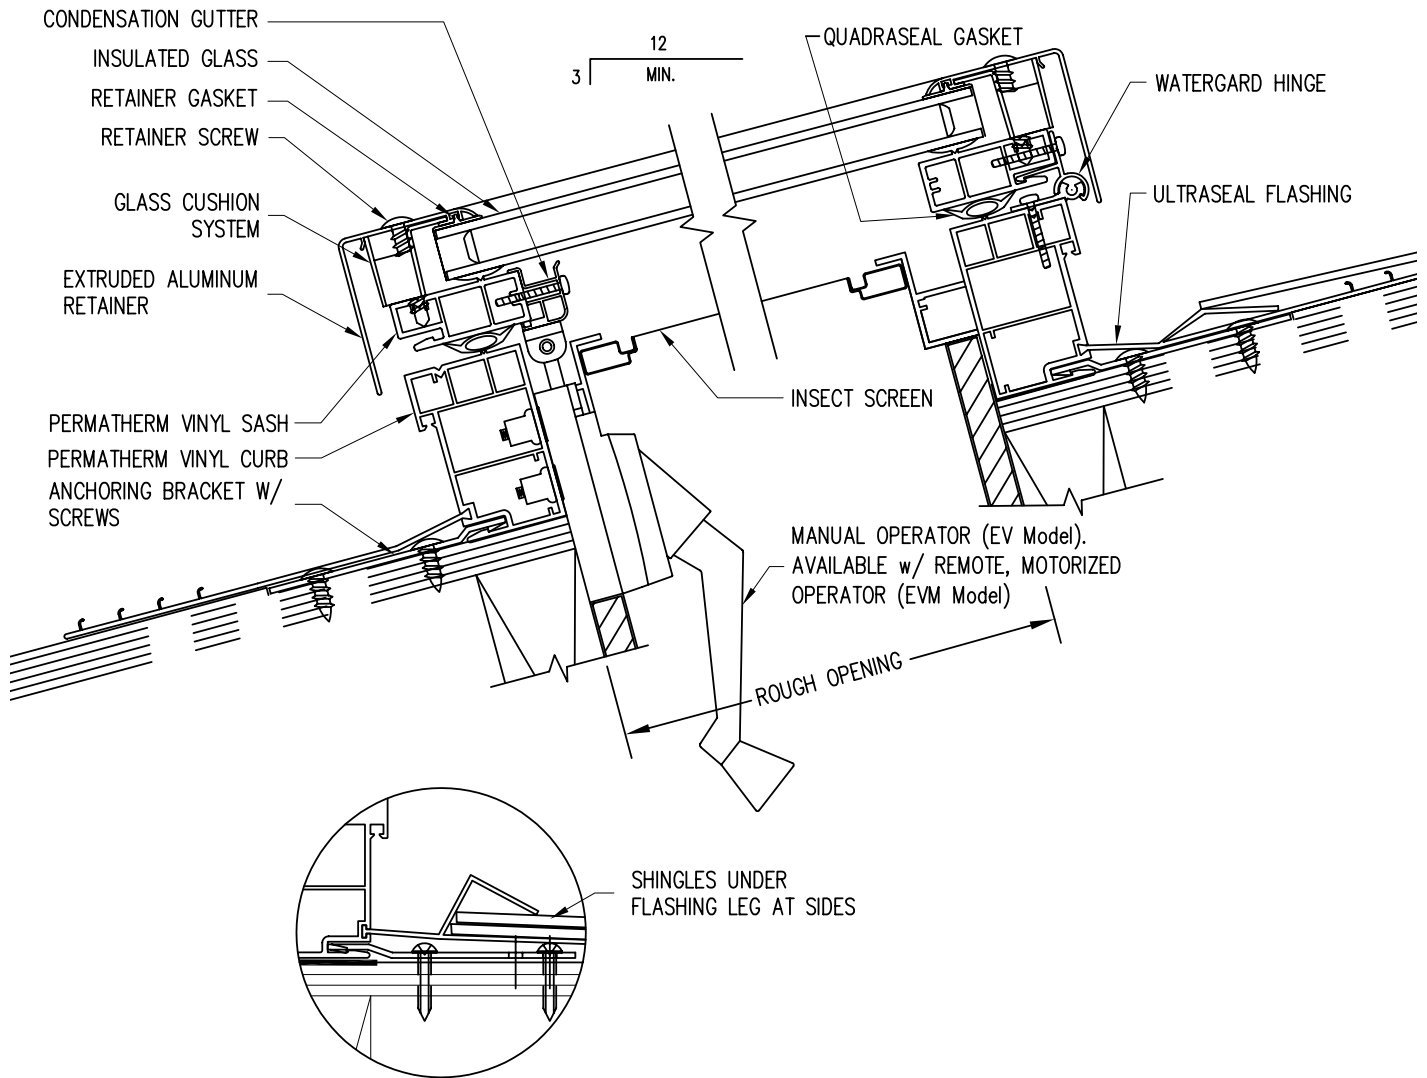 CONDENSATION GUTTER
INSULATED GLASS
RETAINER GASKET
RETAINER SCREW
GLASS CUSHION
SYSTEM
EXTRUDED ALUMINUM
RETAINER
PERMATHERM VINYL SASH
PERMATHERM VINYL CURB
ANCHORING BRACKET W/
SCREWS
12
3
MIN.
QUADRASEAL GASKET
WATERGARD HINGE
ULTRASEAL FLASHING
INSECT SCREEN
MANUAL OPERATOR (EV Model).
AVAILABLE w/ REMOTE, MOTORIZED
OPERATOR (EVM Model)
ROUGH OPENING
SHINGLES UNDER
FLASHING LEG AT SIDES